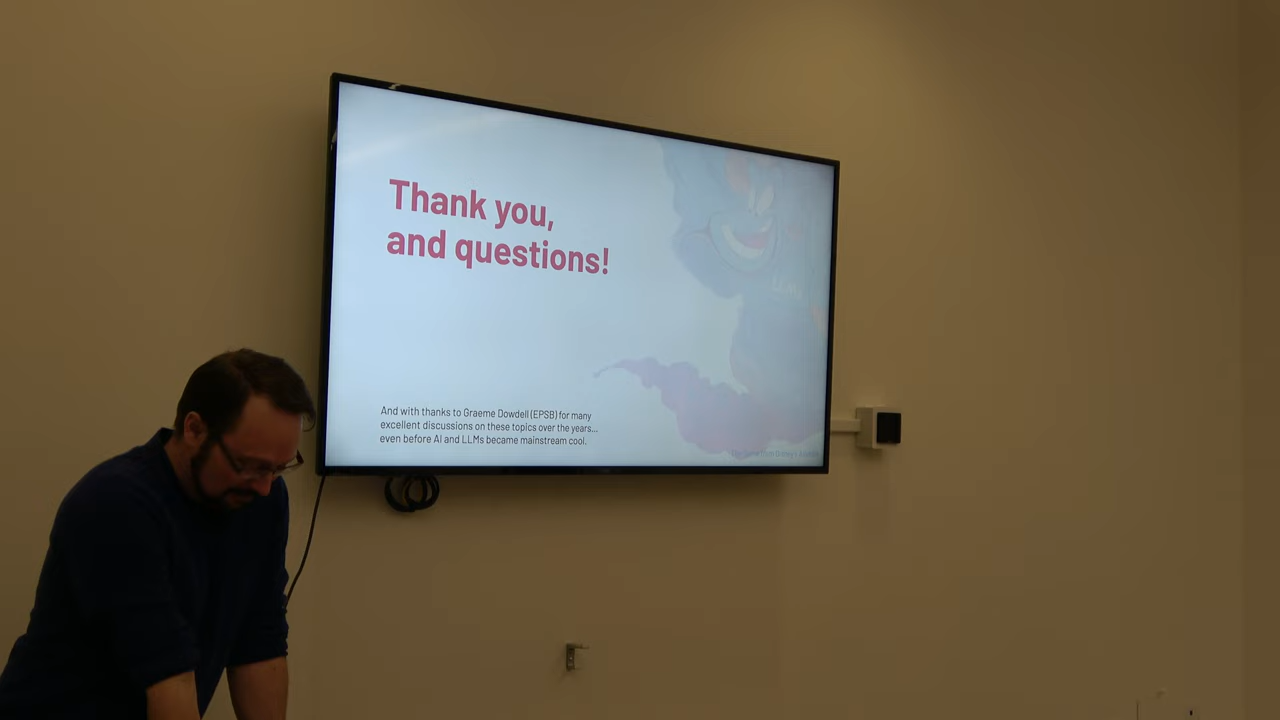 Thank you,
and questions!
And with thanks to Graeme Dowdell (EPSB) for many
excellent discussions on these topics over the years...
even before AI and LLMs became mainstream cool.
LLMs